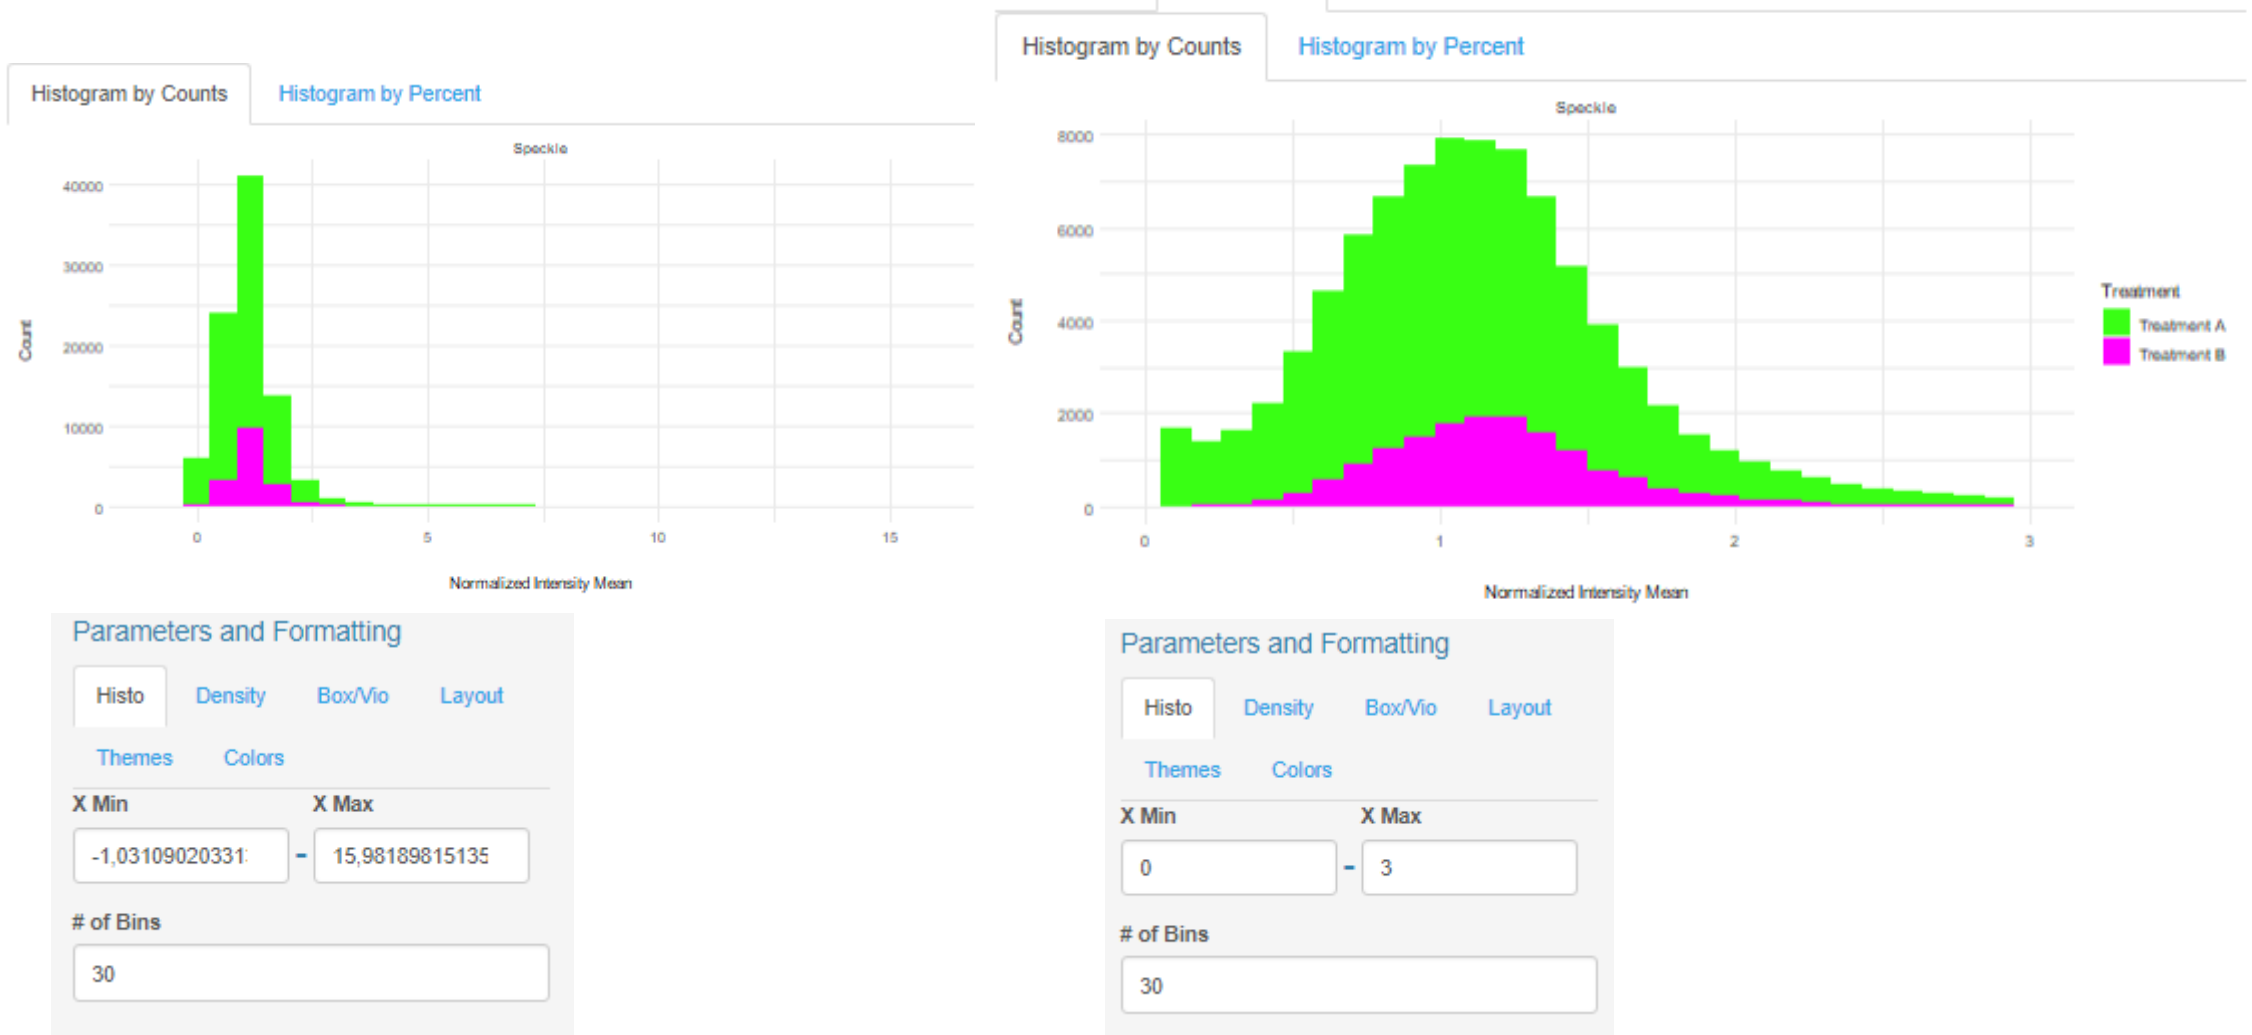 Histogram by Counts Histogram by Percent
Speckle
40000
30000
20000
10000
0
Count
0 5 10 15
Normalized Intensity Mean
Parameters and Formatting
Histo Density Box/Vio Layout
Themes Colors
X Min X Max
-1,03109020331 - 15,98189815135
# of Bins
30
Histogram by Counts Histogram by Percent
Speckle
8000
6000
4000
2000
0
Count
0 1 2 3
Normalized Intensity Mean
Treatment
Treatment A
Treatment B
Parameters and Formatting
Histo Density Box/Vio Layout
Themes Colors
X Min X Max
0 - 3
# of Bins
30